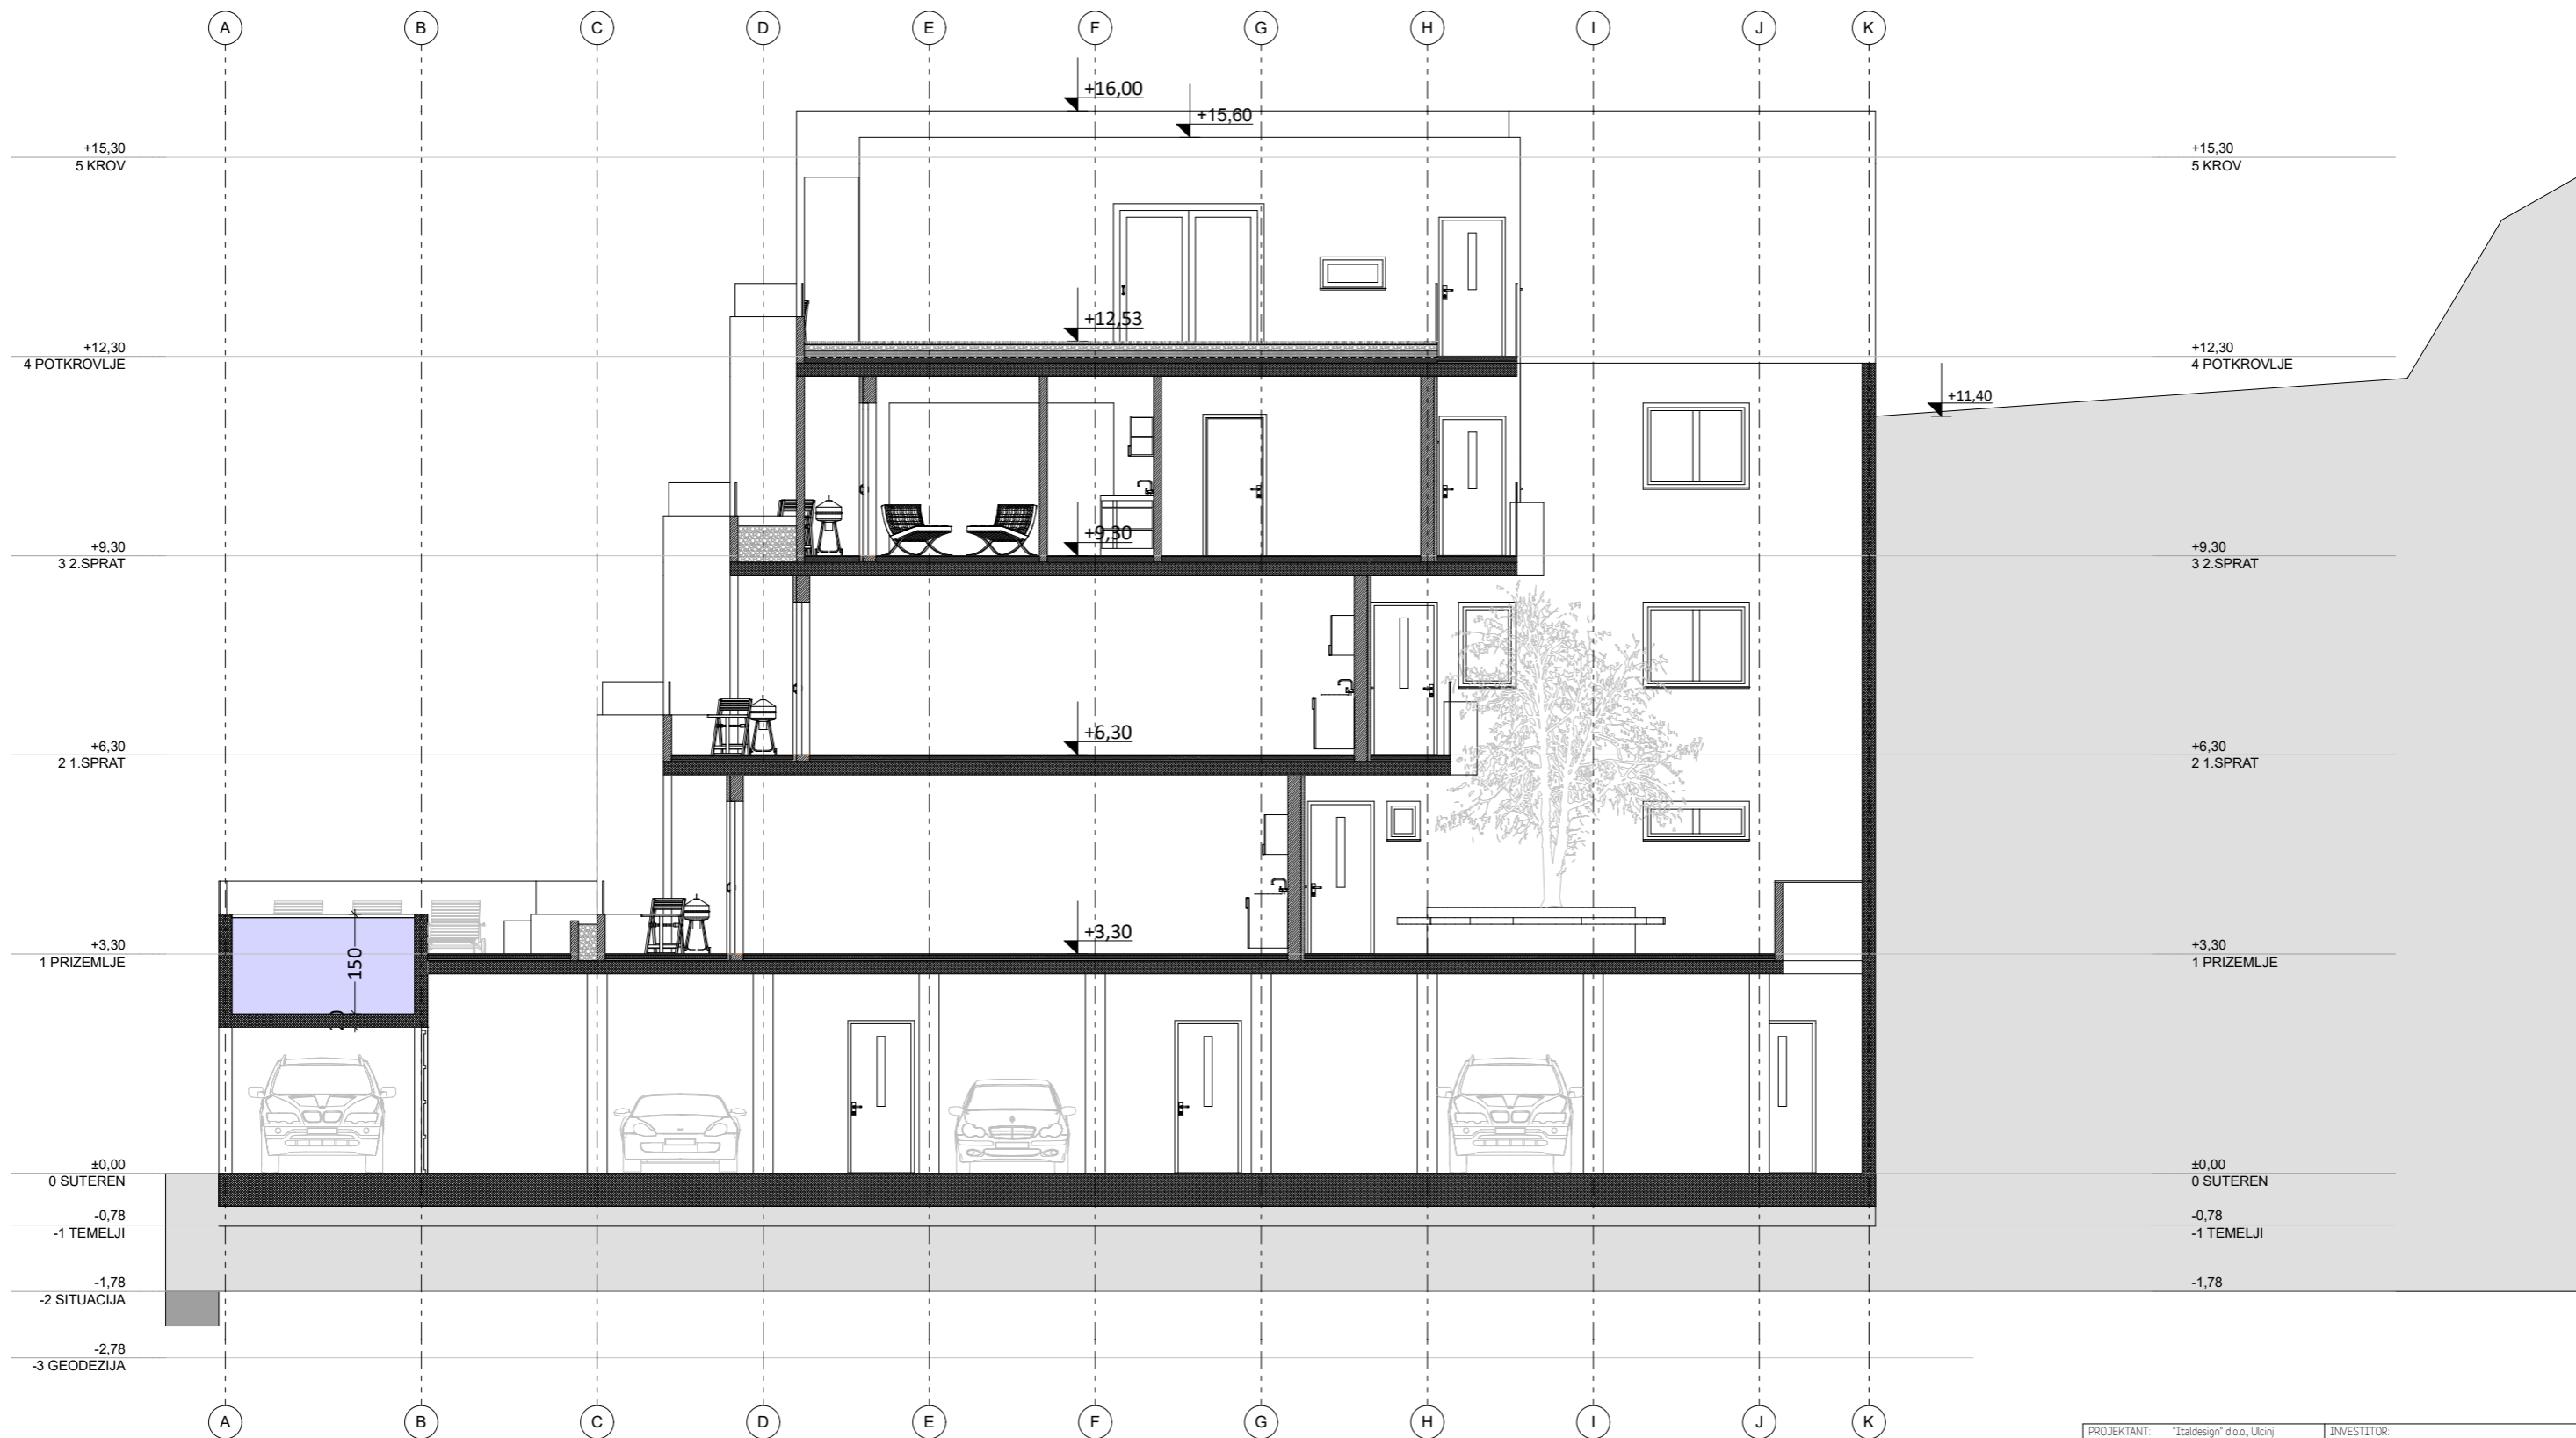 A B C D E F G H I J K
+16,00
+15,60
+15,30
5 KROV
+15,30
5 KROV
+12,53
+12,30
4 POTKROVLJE
+12,30
4 POTKROVLJE
+11,40
+9,30
3 2.SPRAT
+9,30
+9,30
3 2.SPRAT
+6,30
2 1.SPRAT
+6,30
+6,30
2 1.SPRAT
+3,30
1 PRIZEMLJE
150
+3,30
+3,30
1 PRIZEMLJE
±0,00
0 SUTEREN
±0,00
0 SUTEREN
-0,78
-1 TEMELJI
-0,78
-1 TEMELJI
-1,78
-2 SITUACIJA
-1,78
-2,78
-3 GEODEZIJA
A B C D E F G H I J K
PROJEKTANT: "Italdesign" d.o.o., Ulcinj INVESTITOR: